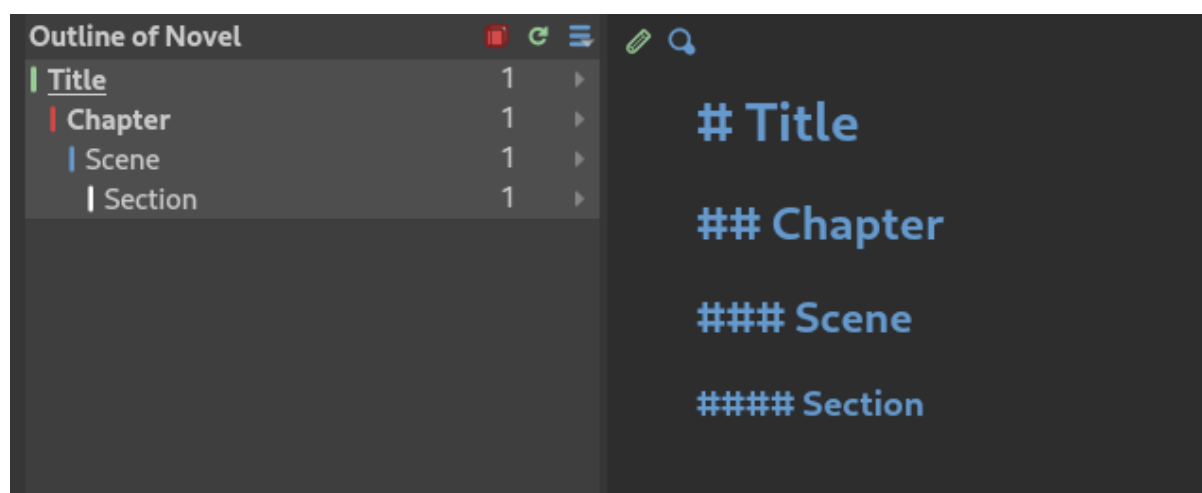 Outline of Novel
Title 1
Chapter 1
Scene 1
Section 1
# Title
## Chapter
### Scene
#### Section